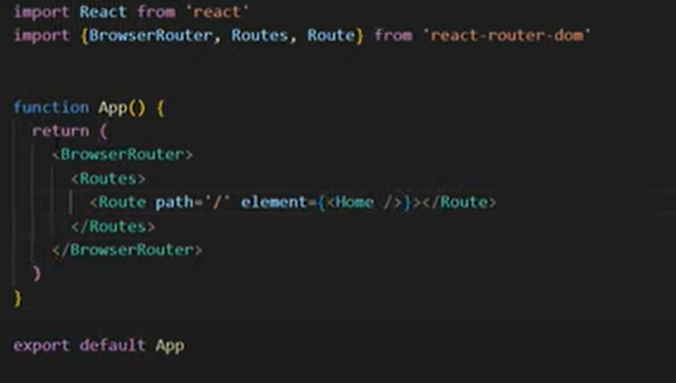 import React from 'react'
import {BrowserRouter, Routes, Route} from 'react-router-dom'
function App() {
return (
<BrowserRouter>
<Routes>
<Route path='/' element={<Home />}></Route>
</Routes>
</BrowserRouter>
)
}
export default App